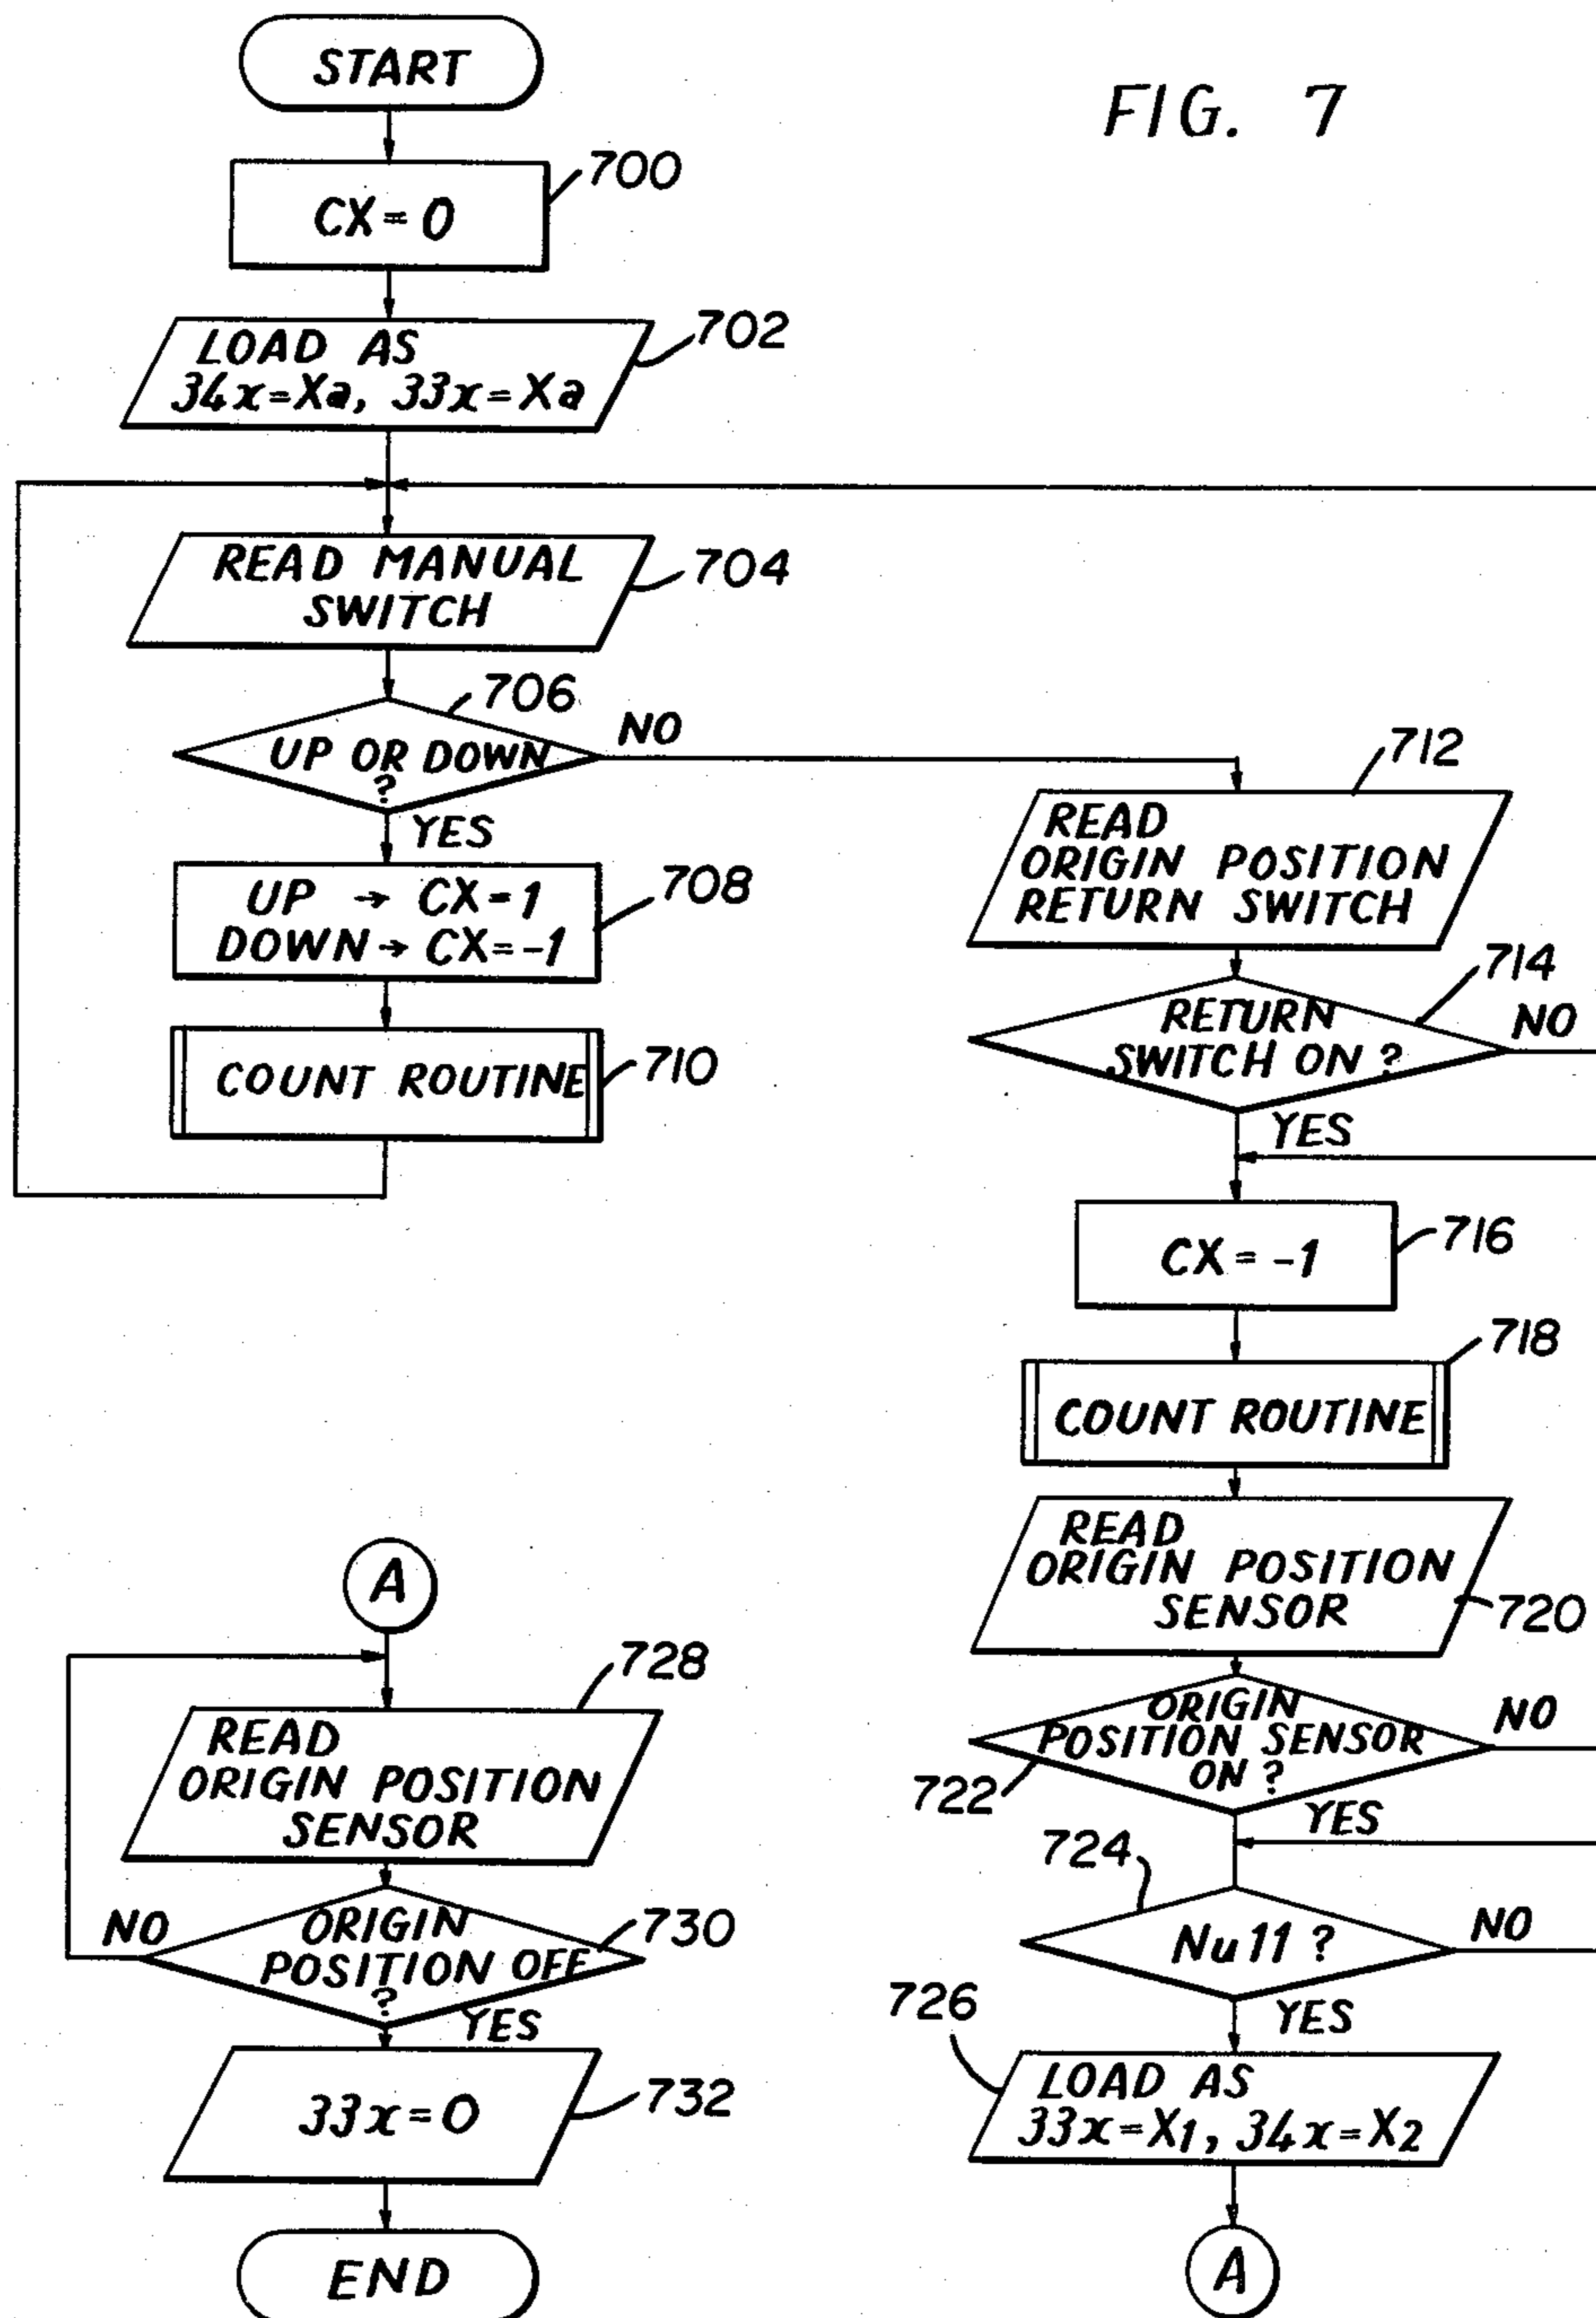 FIG. 7
START
700
CX = 0
702
LOAD AS
34x=Xa, 33x=Xa
704
READ MANUAL
SWITCH
706
UP OR DOWN
?
NO
YES
708
UP → CX=1
DOWN → CX=-1
710
COUNT ROUTINE
712
READ
ORIGIN POSITION
RETURN SWITCH
714
RETURN
SWITCH ON ?
NO
YES
716
CX = -1
718
COUNT ROUTINE
720
READ
ORIGIN POSITION
SENSOR
722
ORIGIN
POSITION SENSOR
ON ?
NO
YES
724
Null ?
NO
YES
726
LOAD AS
33x=X1, 34x=X2
A
A
728
READ
ORIGIN POSITION
SENSOR
730
ORIGIN
POSITION OFF
?
NO
YES
732
33x=0
END